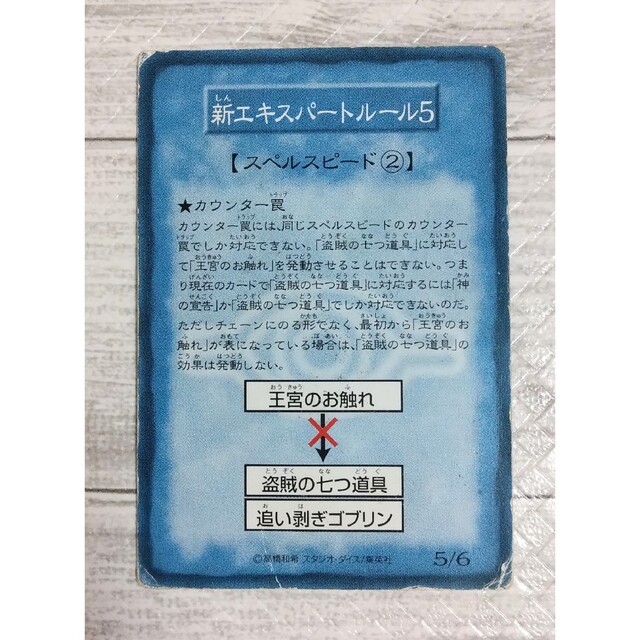 新エキスパートルール5
【スペルスピード②】
★カウンター罠
カウンター罠には、同じスペルスピードのカウンター
罠でしか対応できない。「盗賊の七つ道具」に対応し
て「王宮のお触れ」を発動させることはできない。つま
り現在のカードで「盗賊の七つ道具」に対応するには「神
の宣告」か「盗賊の七つ道具」でしか対応できないのだ。
ただしチェーンにのる形でなく、最初から「王宮のお
触れ」が表になっている場合は、「盗賊の七つ道具」の
効果は発動しない。
王宮のお触れ
盗賊の七つ道具
追い剥ぎゴブリン
©高橋和希 スタジオ・ダイス/集英社
5/6